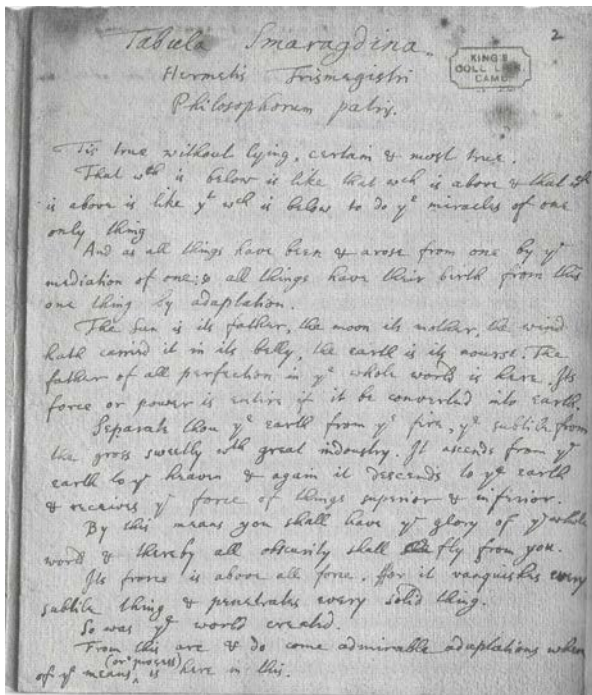 2
Tabula Smaragdina.
KING'S
COLL LIBR.
CAMB
Hermetis Trismegistri
Philosophorum patris.
Tis true without lying, certain & most true.
That wch is below is like that wch is above & that wch
is above is like yt wch is below to do ye miracles of one
only thing
And as all things have been & arose from one by ye
mediation of one: so all things have their birth from this
one thing by adaptation.
The Sun is its father, the moon its mother, the wind
hath carried it in its belly, the earth is its nourse. The
father of all perfection in ye whole world is here. Its
force or power is entire if it be converted into earth.
Separate thou ye earth from ye fire, ye subtile from
the gross sweetly wth great indoustry. It ascends from ye
earth to ye heaven & again it descends to ye earth
& receives ye force of things superior & inferior.
By this means you shall have ye glory of ye whole
world & thereby all obscurity shall fly from you.
Its force is above all force. ffor it vanquishes every
subtile thing & penetrates every solid thing.
So was ye world created.
From this are & do come admirable adaptations where
of ye means (or process) is here in this.